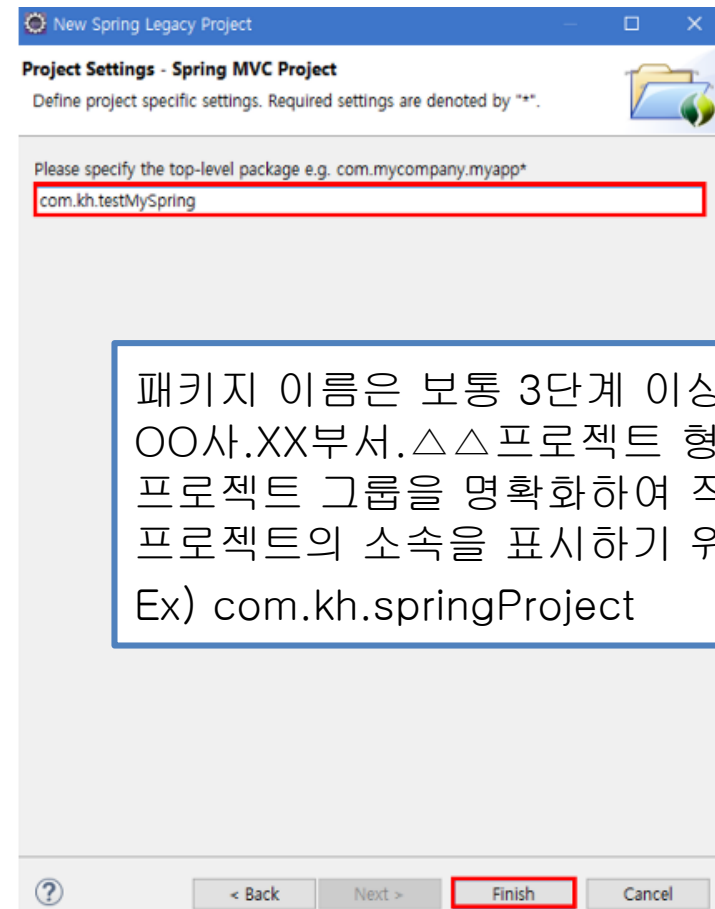 New Spring Legacy Project
Project Settings - Spring MVC Project
Define project specific settings. Required settings are denoted by "*".
Please specify the top-level package e.g. com.mycompany.myapp*
com.kh.testMySpring
패키지 이름은 보통 3단계 이상
OO사.XX부서.△△프로젝트
프로젝트 그룹을 명확화하여
프로젝트의 소속을 표시하기
Ex) com.kh.springProject
< Back
Next >
Finish
Cancel